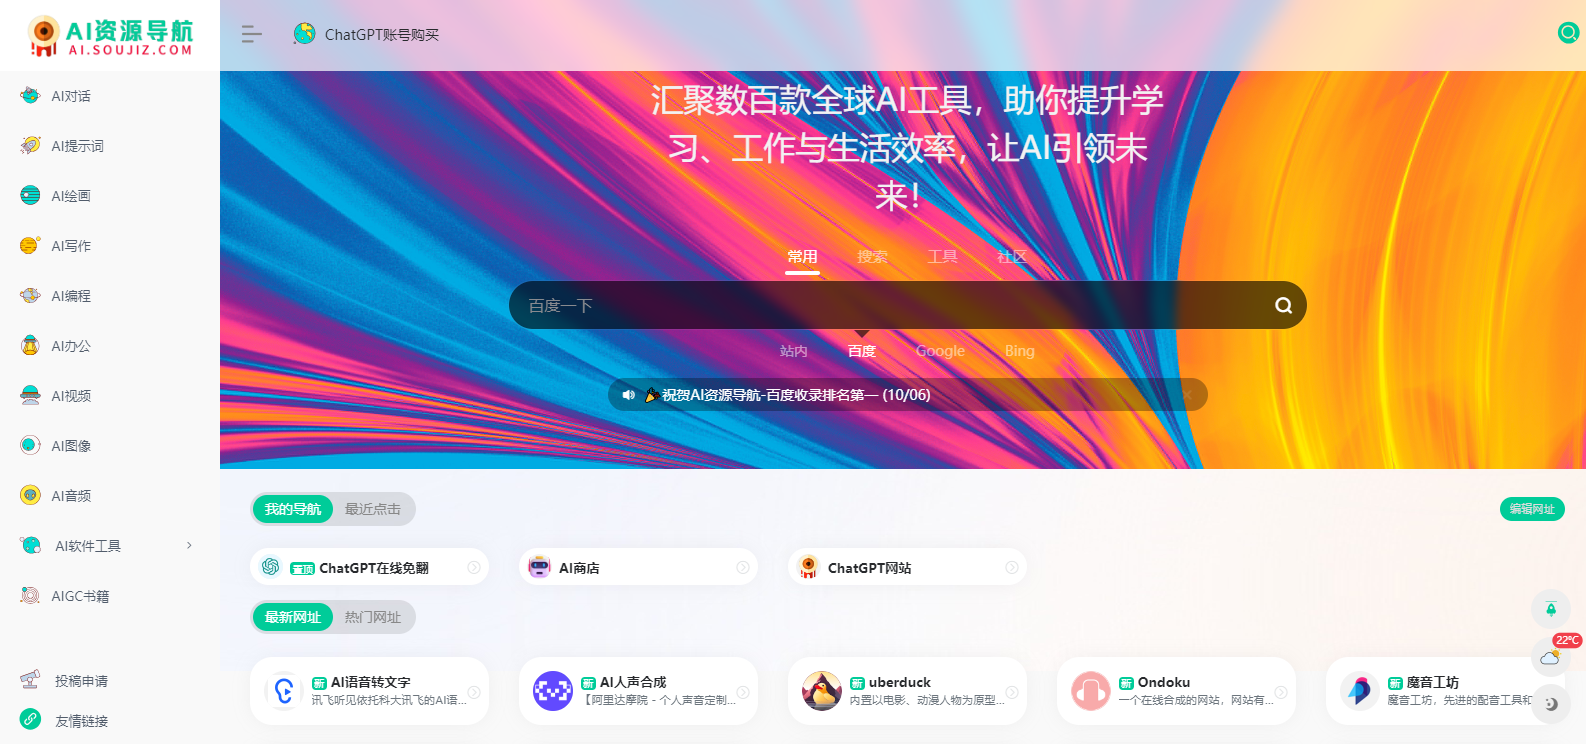 AI资源导航
AI.SOUJIZ.COM
ChatGPT账号购买
AI对话
AI提示词
AI绘画
AI写作
AI编程
AI办公
AI视频
AI图像
AI音频
AI软件工具
AIGC书籍
投稿申请
友情链接
汇聚数百款全球AI工具，助你提升学
习、工作与生活效率，让AI引领未
来！
常用 搜索 工具 社区
百度一下
站内 百度 Google Bing
祝贺AI资源导航-百度收录排名第一 (10/06)
我的导航 最近点击
编辑网址
首页 ChatGPT在线免翻
AI商店
ChatGPT网站
最新网址 热门网址
22℃
新 AI语音转文字
讯飞听见依托科大讯飞的AI语...
新 AI人声合成
【阿里达摩院 - 个人声音定制...
新 uberduck
内置以电影、动漫人物为原型...
新 Ondoku
一个在线合成的网站，网站有...
新 魔音工坊
魔音工坊，先进的配音工具和